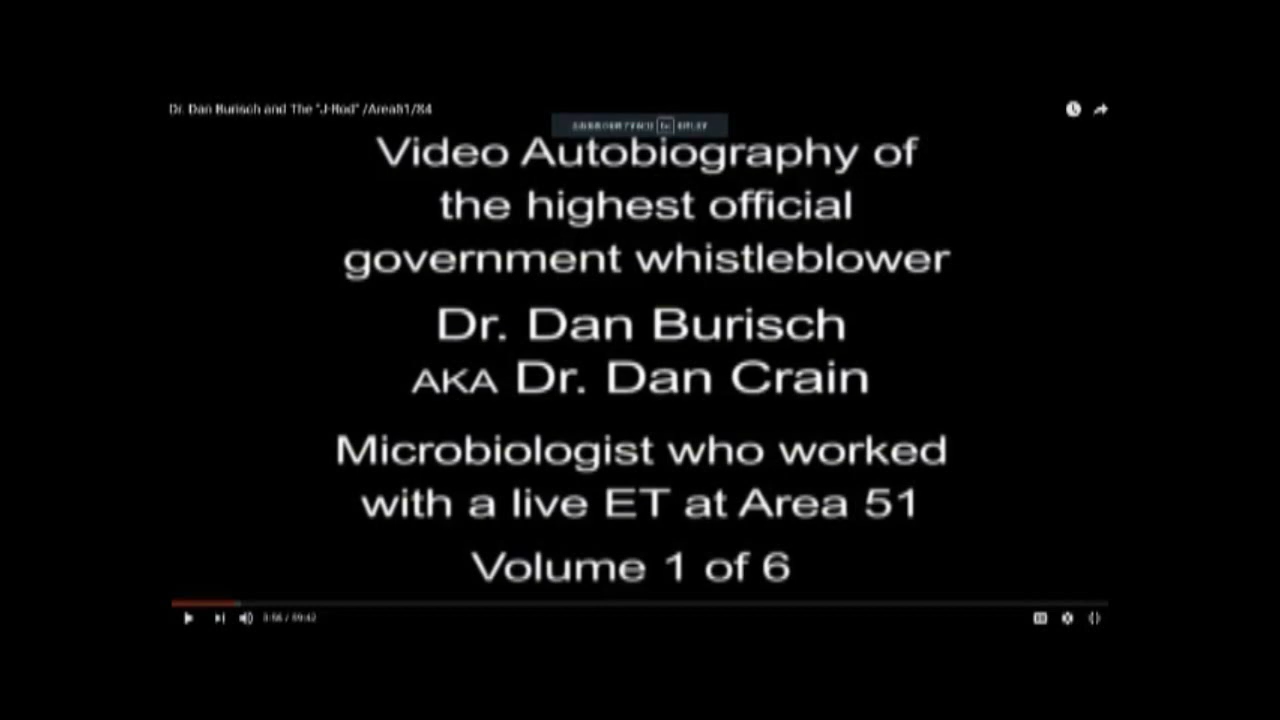 Dr. Dan Burisch and The "J-Rod" /Area51/S4
Video Autobiography of
the highest official
government whistleblower
Dr. Dan Burisch
AKA Dr. Dan Crain
Microbiologist who worked
with a live ET at Area 51
Volume 1 of 6